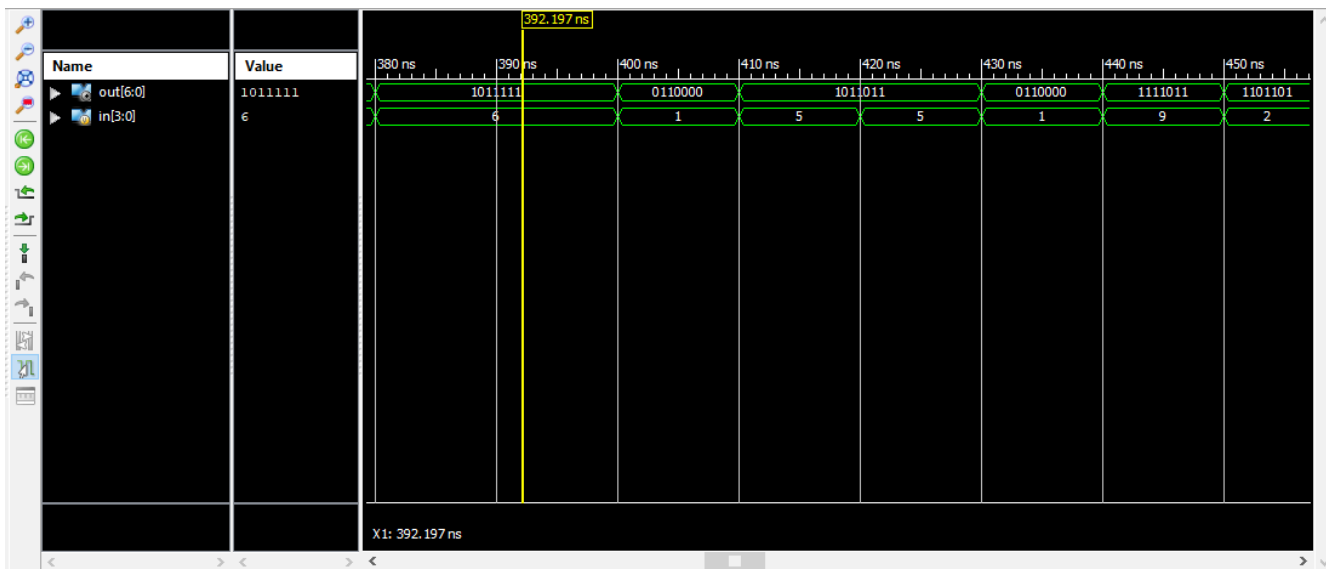 392.197 ns
Name Value 380 ns 390 ns 400 ns 410 ns 420 ns 430 ns 440 ns 450 ns
out[6:0] 1011111 1011111 0110000 1011011 0110000 1111011 1101101
in[3:0] 6 6 1 5 5 1 9 2
X1: 392.197 ns